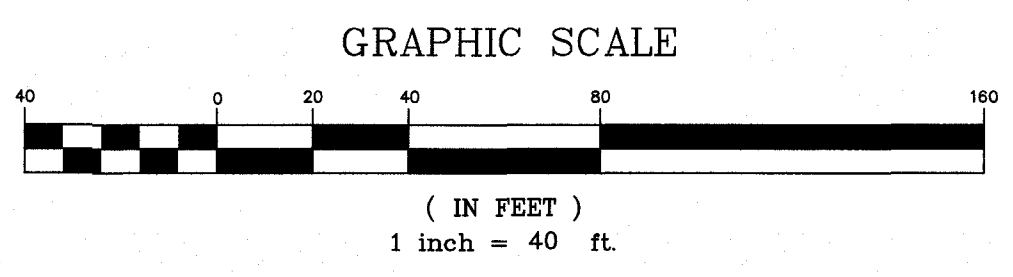 GRAPHIC SCALE
40 0 20 40 80 160
( IN FEET )
1 inch = 40 ft.